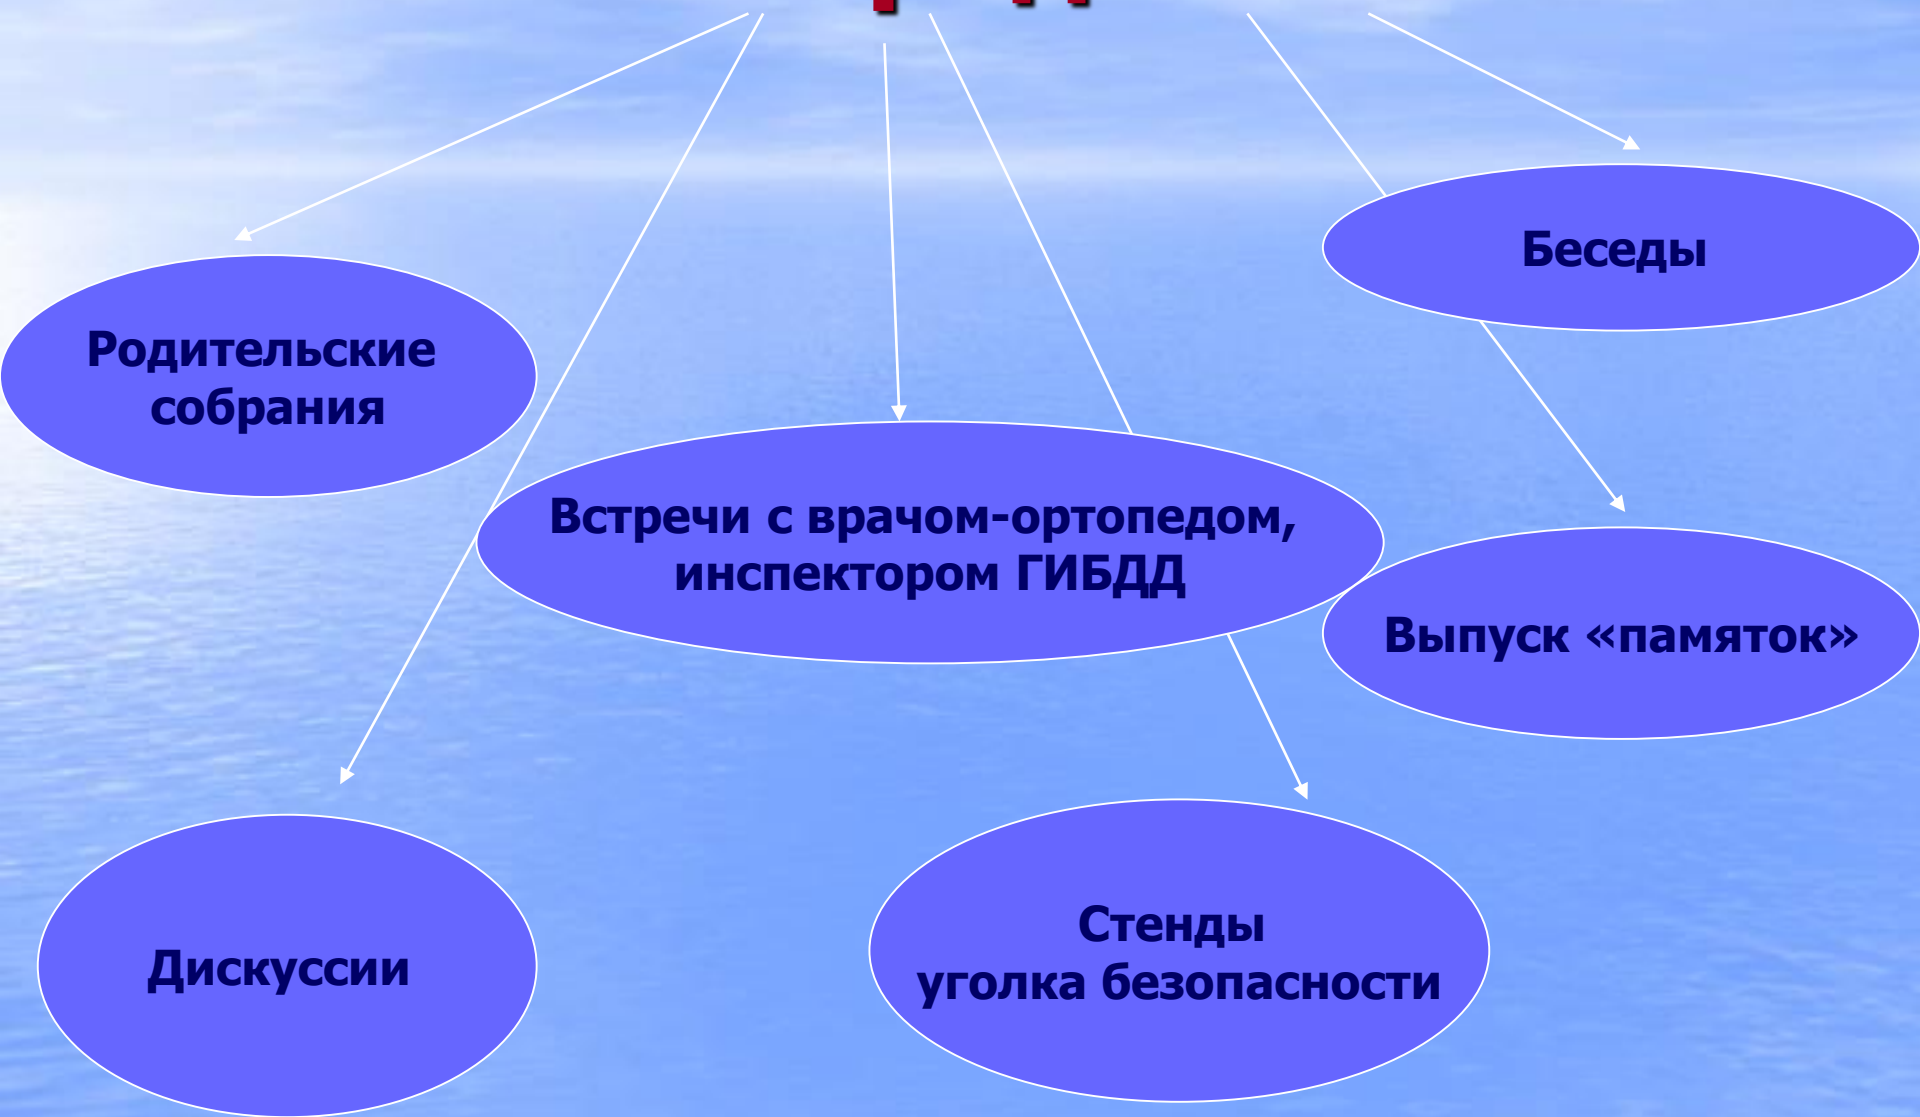 Беседы
Родительские
собрания
Встречи с врачом-ортопедом,
инспектором ГИБДД
Выпуск «памяток»
Стенды
уголка безопасности
Дискуссии